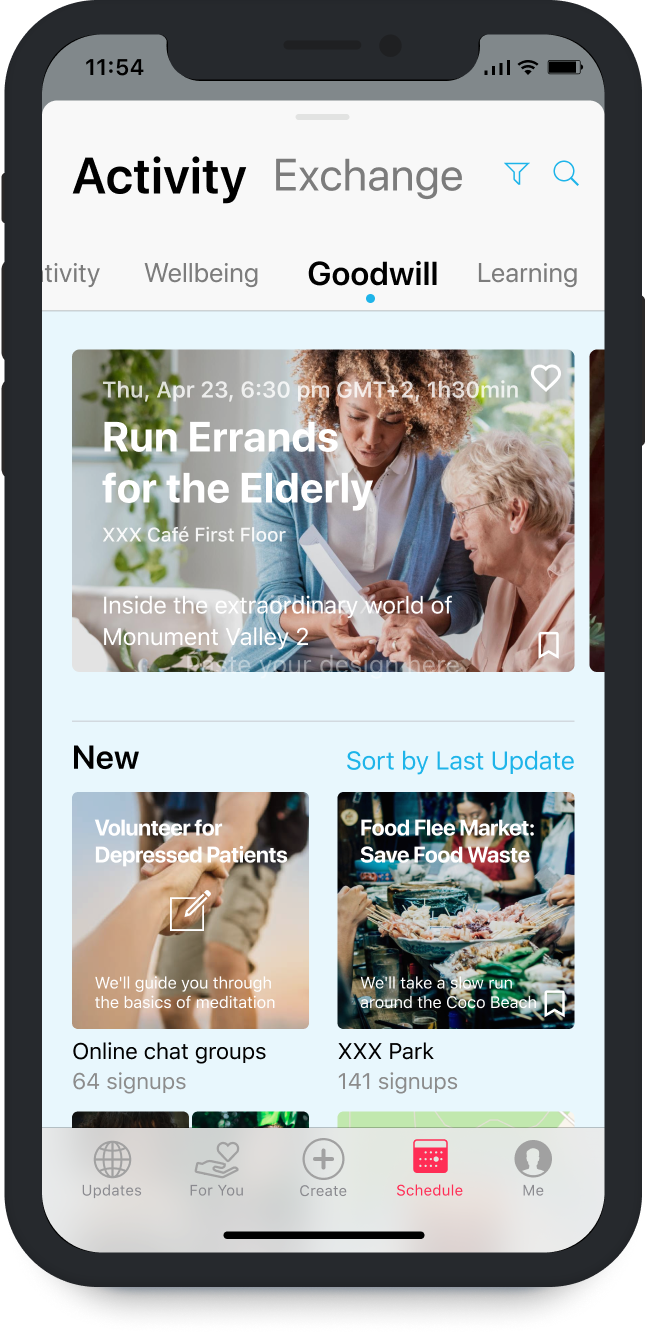 11:54
Activity Exchange
tivity Wellbeing Goodwill Learning
Thu, Apr 23, 6:30 pm GMT+2, 1h30min
Run Errands
for the Elderly
XXX Café First Floor
Inside the extraordinary world of
Monument Valley 2
Paste your design here
New Sort by Last Update
Volunteer for
Depressed Patients
We'll guide you through
the basics of meditation
Online chat groups
64 signups
Food Flee Market:
Save Food Waste
We'll take a slow run
around the Coco Beach
XXX Park
141 signups
Updates For You Create Schedule Me